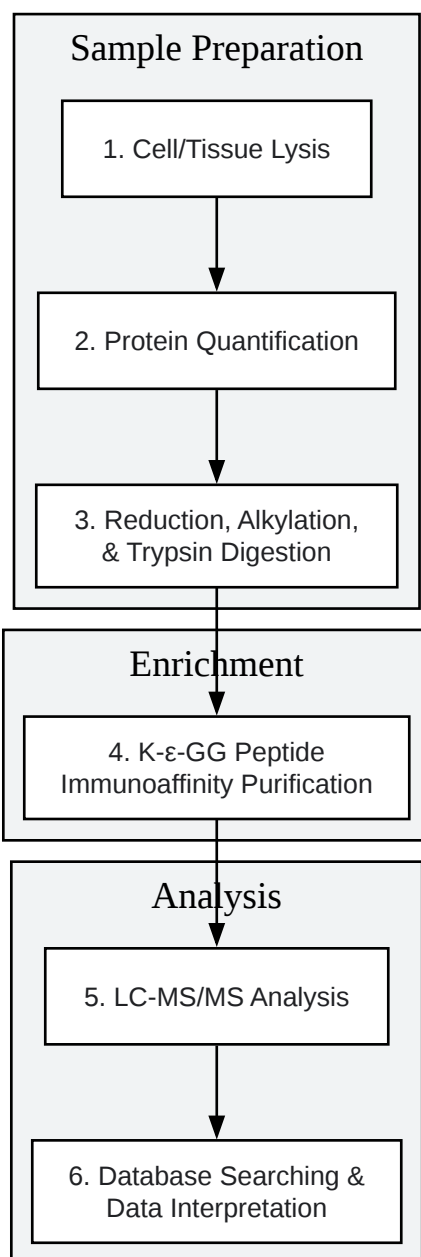 Sample Preparation
1. Cell/Tissue Lysis
2. Protein Quantification
3. Reduction, Alkylation,
& Trypsin Digestion
Enrichment
4. K-ε-GG Peptide
Immunoaffinity Purification
Analysis
5. LC-MS/MS Analysis
6. Database Searching &
Data Interpretation